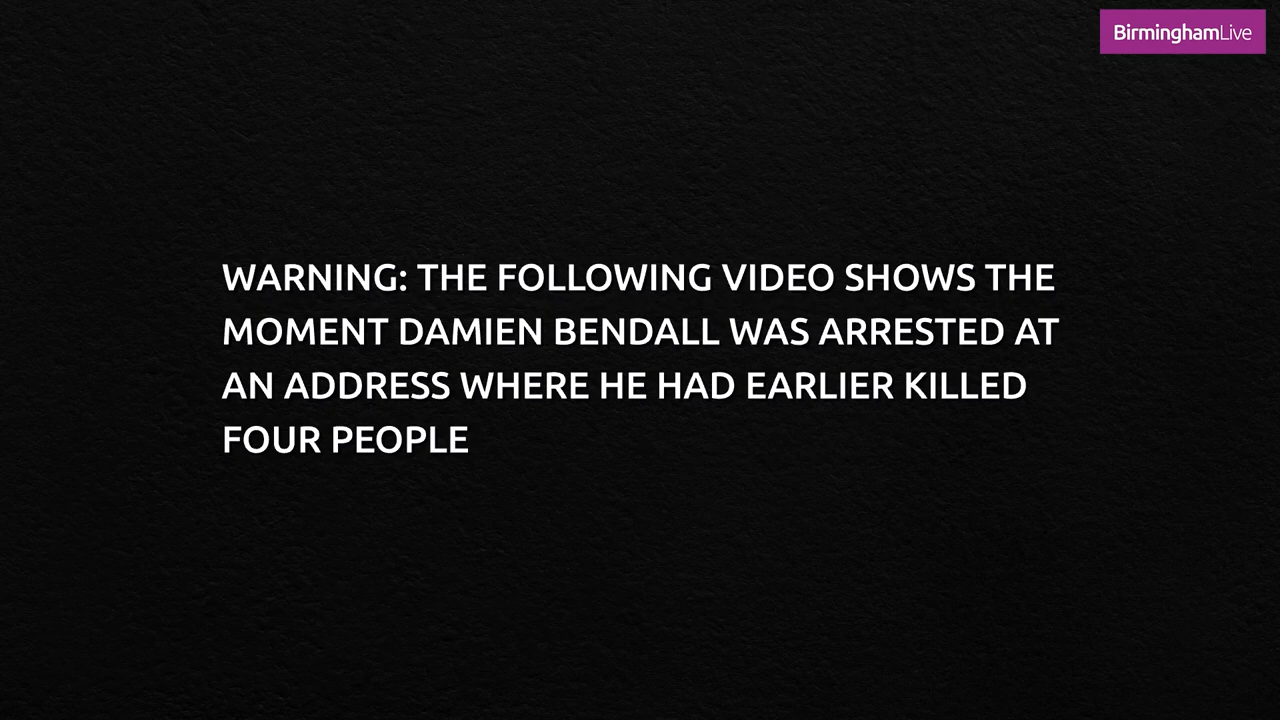 BirminghamLive
WARNING: THE FOLLOWING VIDEO SHOWS THE
MOMENT DAMIEN BENDALL WAS ARRESTED AT
AN ADDRESS WHERE HE HAD EARLIER KILLED
FOUR PEOPLE